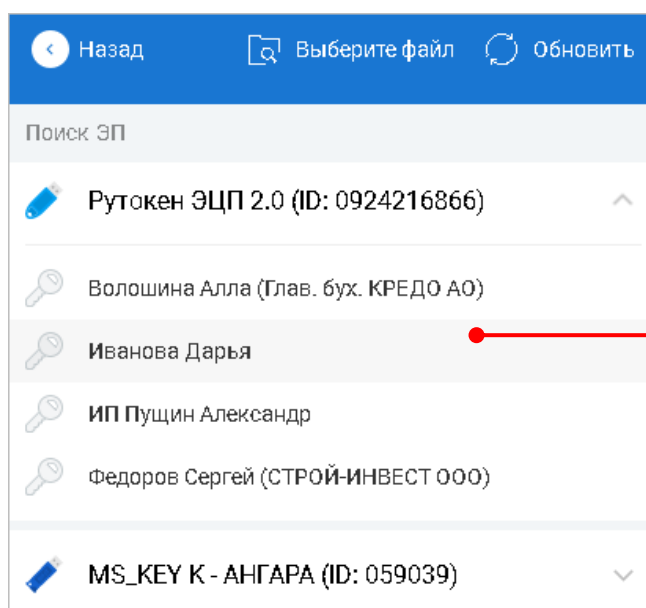 Назад Выберите файл Обновить
Поиск ЭП
Рутокен ЭЦП 2.0 (ID: 0924216866)
Волошина Алла (Глав. бух. КРЕДО АО)
Иванова Дарья
ИП Пущин Александр
Федоров Сергей (СТРОЙ-ИНВЕСТ ООО)
MS_KEY K - АНГАРА (ID: 059039)